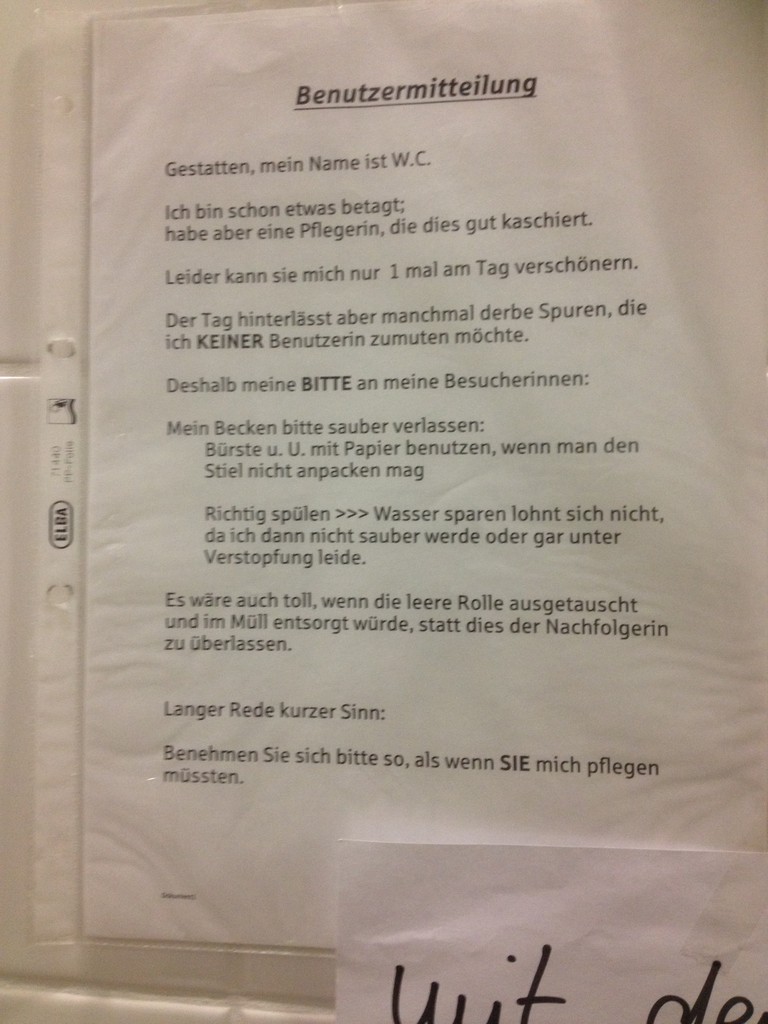 Benutzermitteilung
Gestatten, mein Name ist W.C.
Ich bin schon etwas betagt;
habe aber eine Pflegerin, die dies gut kaschiert.
Leider kann sie mich nur 1 mal am Tag verschönern.
Der Tag hinterlässt aber manchmal derbe Spuren, die
ich KEINER Benutzerin zumuten möchte.
Deshalb meine BITTE an meine Besucherinnen:
Mein Becken bitte sauber verlassen:
Bürste u. U. mit Papier benutzen, wenn man den
Stiel nicht anpacken mag
Richtig spülen >>> Wasser sparen lohnt sich nicht,
da ich dann nicht sauber werde oder gar unter
Verstopfung leide.
Es wäre auch toll, wenn die leere Rolle ausgetauscht
und im Müll entsorgt würde, statt dies der Nachfolgerin
zu überlassen.
Langer Rede kurzer Sinn:
Benehmen Sie sich bitte so, als wenn SIE mich pflegen
müssten.
ELBA
71440
PP-Folie
mit de